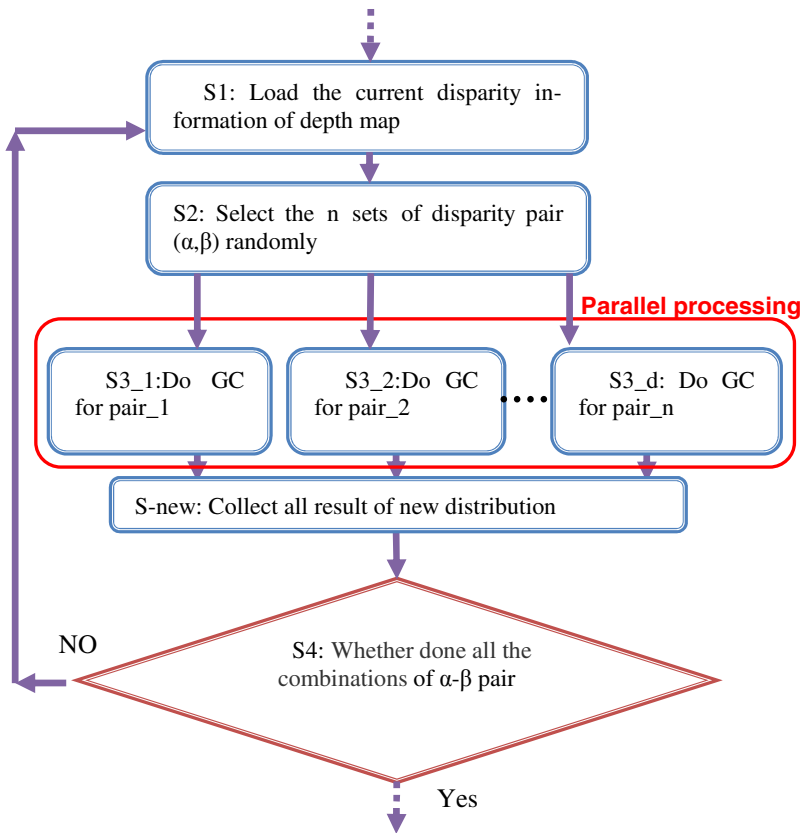 S1: Load the current disparity in-
formation of depth map
S2: Select the n sets of disparity pair
(α,β) randomly
Parallel processing
S3_1:Do GC
for pair_1
S3_2:Do GC
for pair_2
S3_d: Do GC
for pair_n
S-new: Collect all result of new distribution
NO
S4: Whether done all the
combinations of α-β pair
Yes